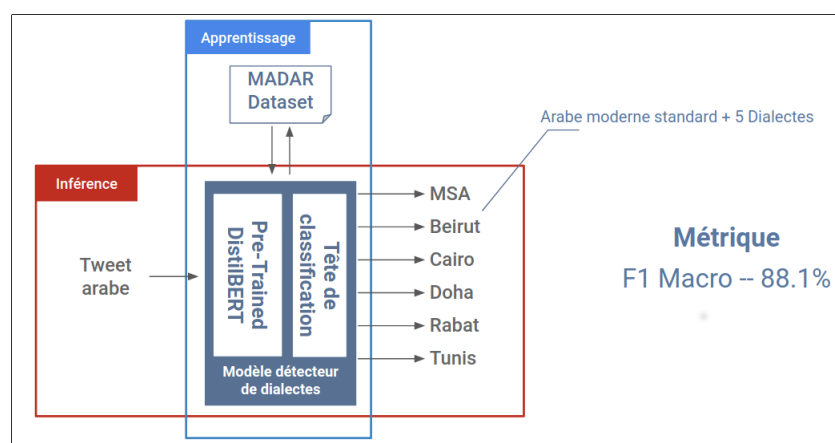 Apprentissage
MADAR
Dataset
Arabe moderne standard + 5 Dialectes
Inférence
Tweet
arabe
Pre-Trained
DistilBERT
Tête de
classification
Modèle détecteur
de dialectes
MSA
Beirut
Cairo
Doha
Rabat
Tunis
Métrique
F1 Macro -- 88.1%